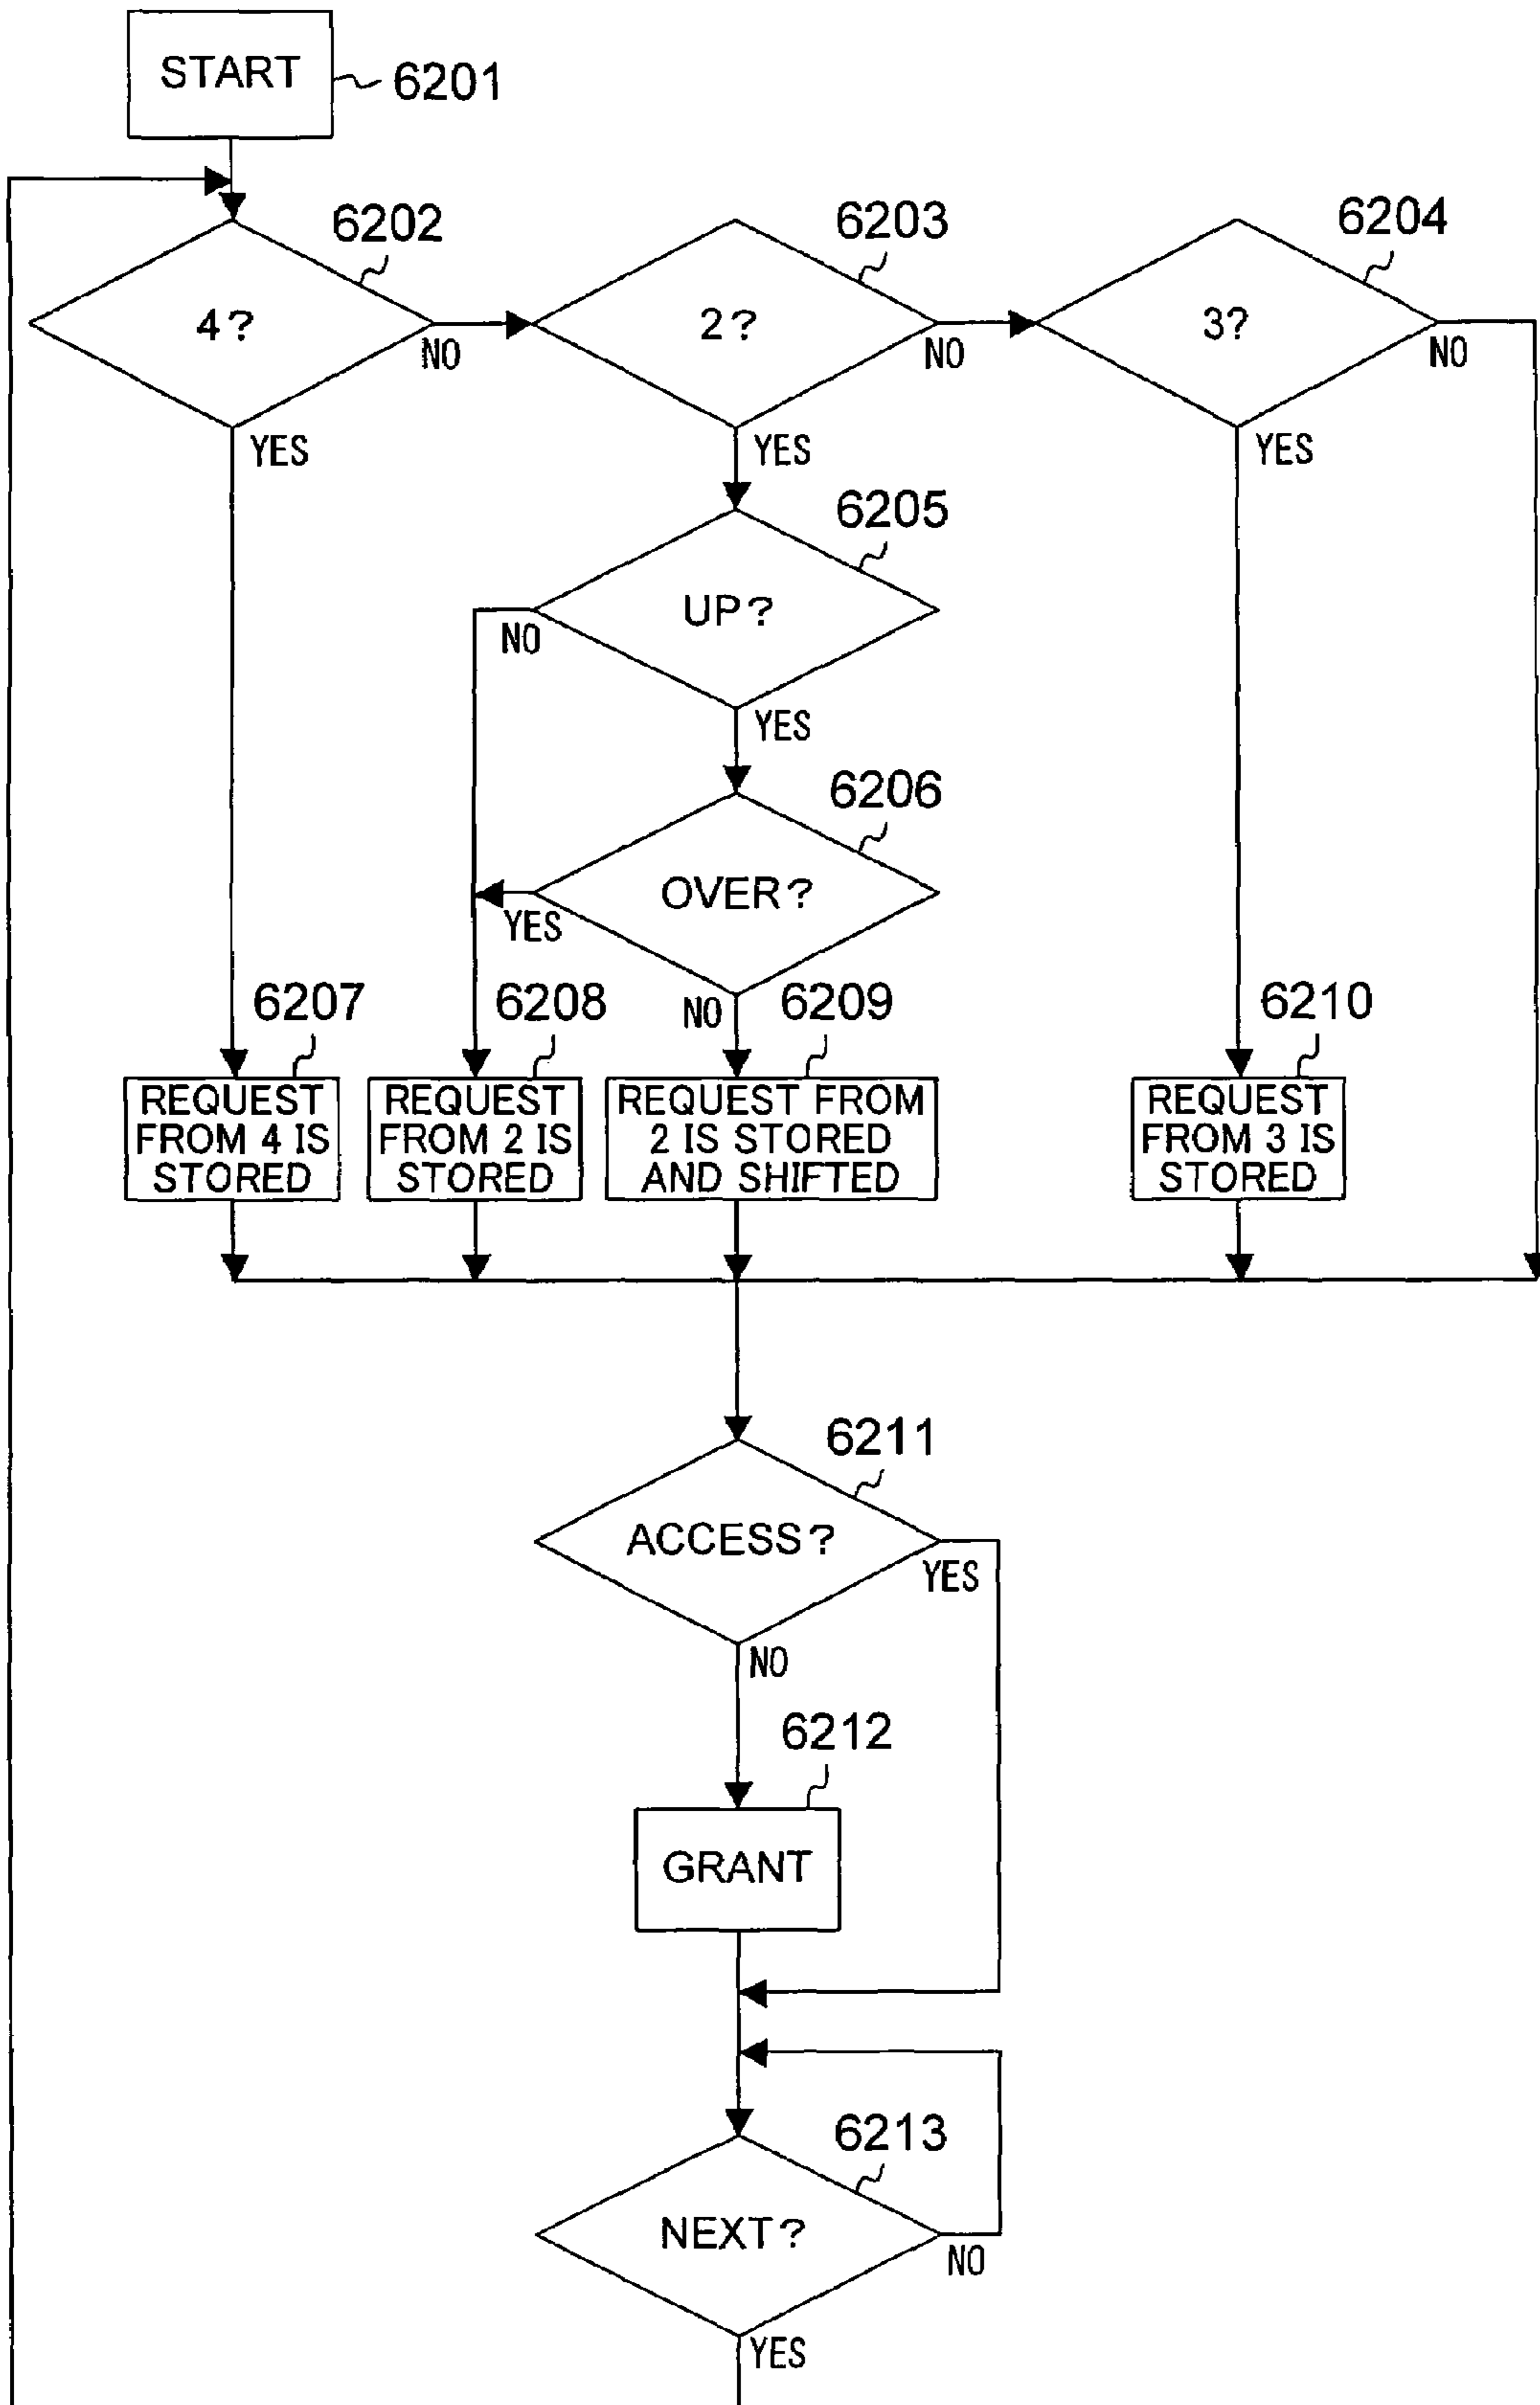 START
6201
6202
6203
6204
4?
NO
2?
NO
3?
NO
YES
YES
YES
6205
UP?
NO
YES
6206
OVER?
YES
NO
6207
6208
6209
6210
REQUEST
FROM 4 IS
STORED
REQUEST
FROM 2 IS
STORED
REQUEST FROM
2 IS STORED
AND SHIFTED
REQUEST
FROM 3 IS
STORED
6211
ACCESS?
YES
NO
6212
GRANT
6213
NEXT?
NO
YES